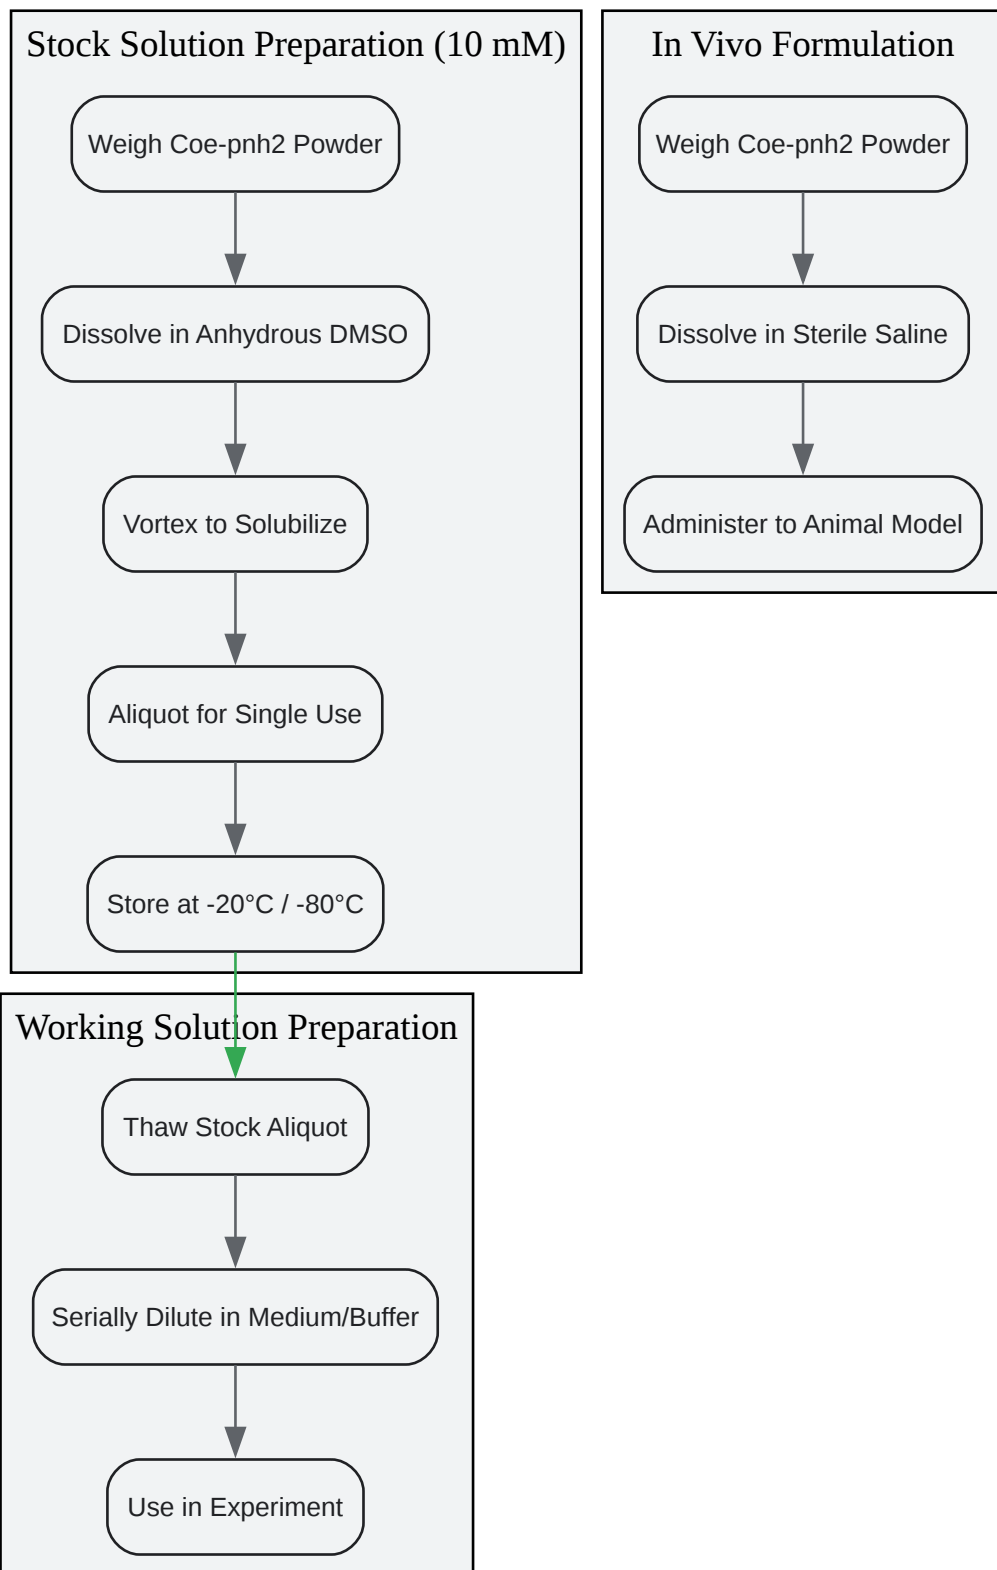 Stock Solution Preparation (10 mM)
Weigh Coe-pnh2 Powder
Dissolve in Anhydrous DMSO
Vortex to Solubilize
Aliquot for Single Use
Store at -20°C / -80°C
Working Solution Preparation
Thaw Stock Aliquot
Serially Dilute in Medium/Buffer
Use in Experiment
In Vivo Formulation
Weigh Coe-pnh2 Powder
Dissolve in Sterile Saline
Administer to Animal Model